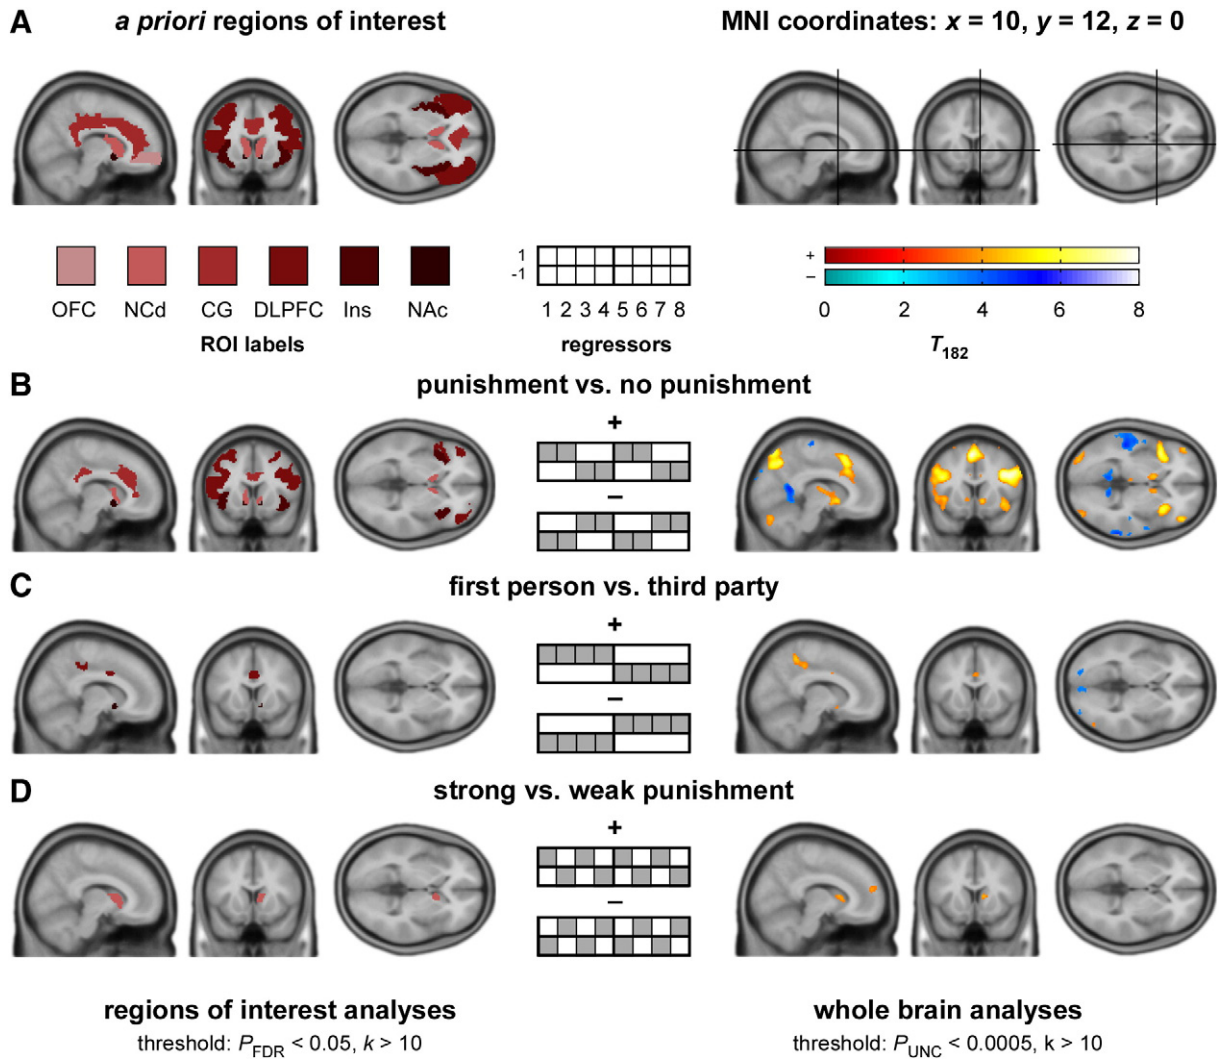 A
a priori regions of interest
MNI coordinates: x = 10, y = 12, z = 0
OFC NCd CG DLPFC Ins NAc
ROI labels
1
-1
1 2 3 4 5 6 7 8
regressors
+
–
0 2 4 6 8
T182
B
punishment vs. no punishment
+
–
C
first person vs. third party
+
–
D
strong vs. weak punishment
+
–
regions of interest analyses
threshold: PFDR < 0.05, k > 10
whole brain analyses
threshold: PUNC < 0.0005, k > 10